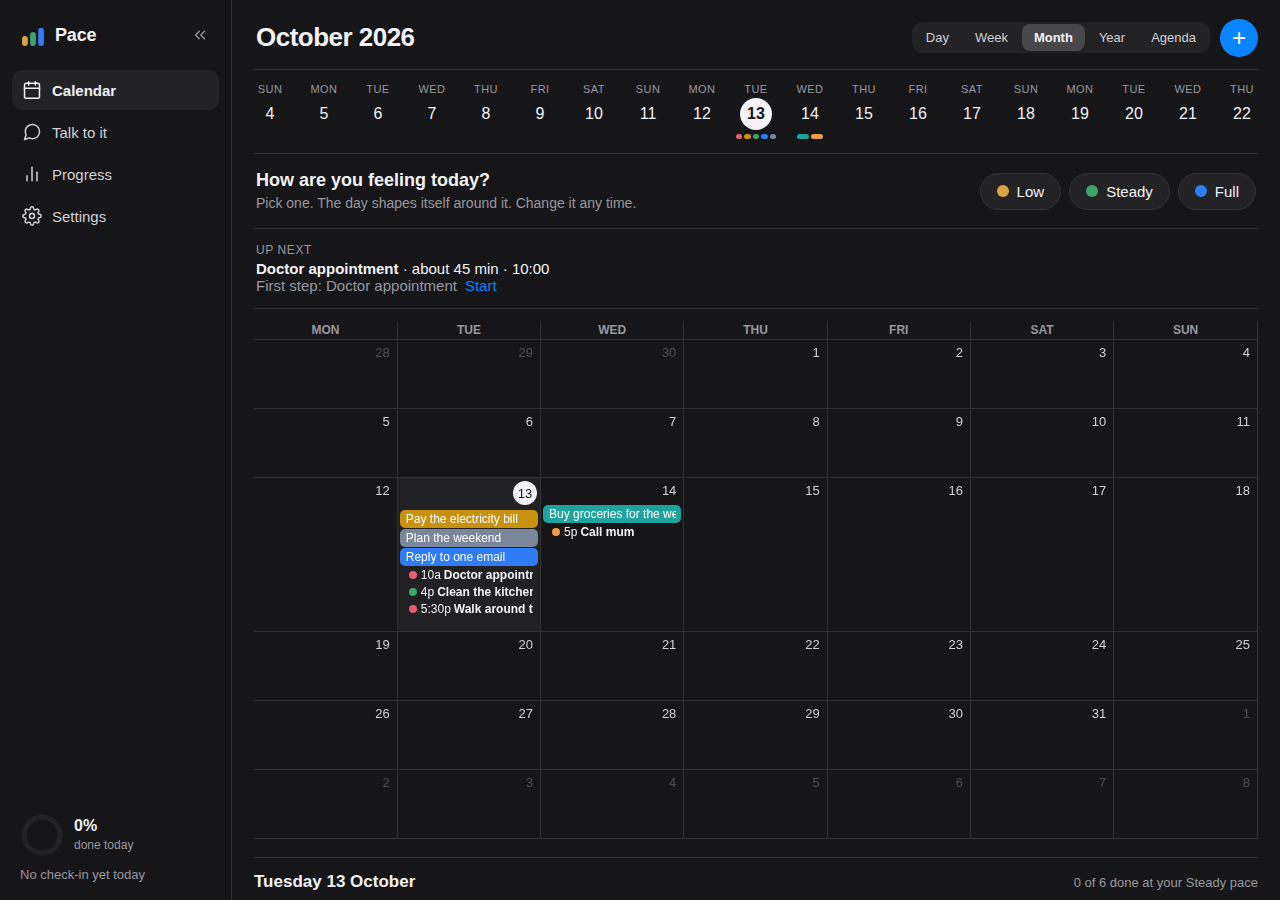 Pace
Calendar
Talk to it
Progress
Settings
0%
done today
No check-in yet today
October 2026
Day Week Month Year Agenda
+
SUN MON TUE WED THU FRI SAT SUN MON TUE WED THU FRI SAT SUN MON TUE WED THU
4 5 6 7 8 9 10 11 12 13 14 15 16 17 18 19 20 21 22
How are you feeling today?
Pick one. The day shapes itself around it. Change it any time.
Low Steady Full
UP NEXT
Doctor appointment · about 45 min · 10:00
First step: Doctor appointment Start
MON TUE WED THU FRI SAT SUN
28 29 30 1 2 3 4
5 6 7 8 9 10 11
12 13 14 15 16 17 18
Pay the electricity bill
Plan the weekend
Reply to one email
10a Doctor appointr
4p Clean the kitchen
5:30p Walk around t
Buy groceries for the we
5p Call mum
19 20 21 22 23 24 25
26 27 28 29 30 31 1
2 3 4 5 6 7 8
Tuesday 13 October
0 of 6 done at your Steady pace